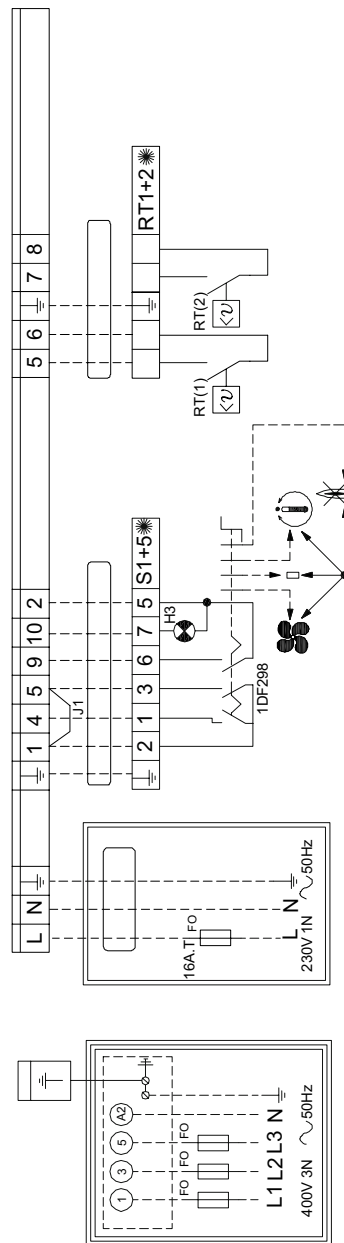 L N 1 4 5 9 10 2 5 6 7 8
J1
S1+5
RT1+2
2 1 3 6 7 5
H3
1DF298
RT(1)
RT(2)
<υ
<υ
16A.T FO
L N
230V 1N 50Hz
1 3 5 A2
FO FO FO
L1 L2 L3 N
400V 3N 50Hz